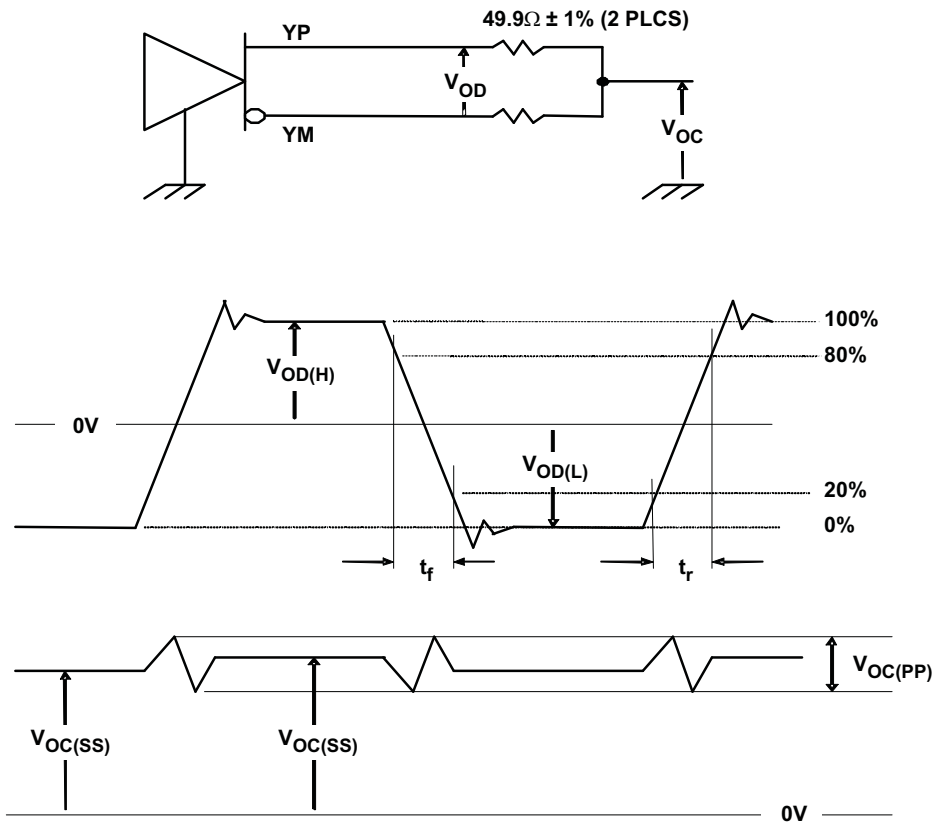 49.9Ω ± 1% (2 PLCS)
YP
VOD
YM
VOC
100%
80%
VOD(H)
0V
VOD(L)
20%
0%
tf
tr
VOC(PP)
VOC(SS)
VOC(SS)
0V